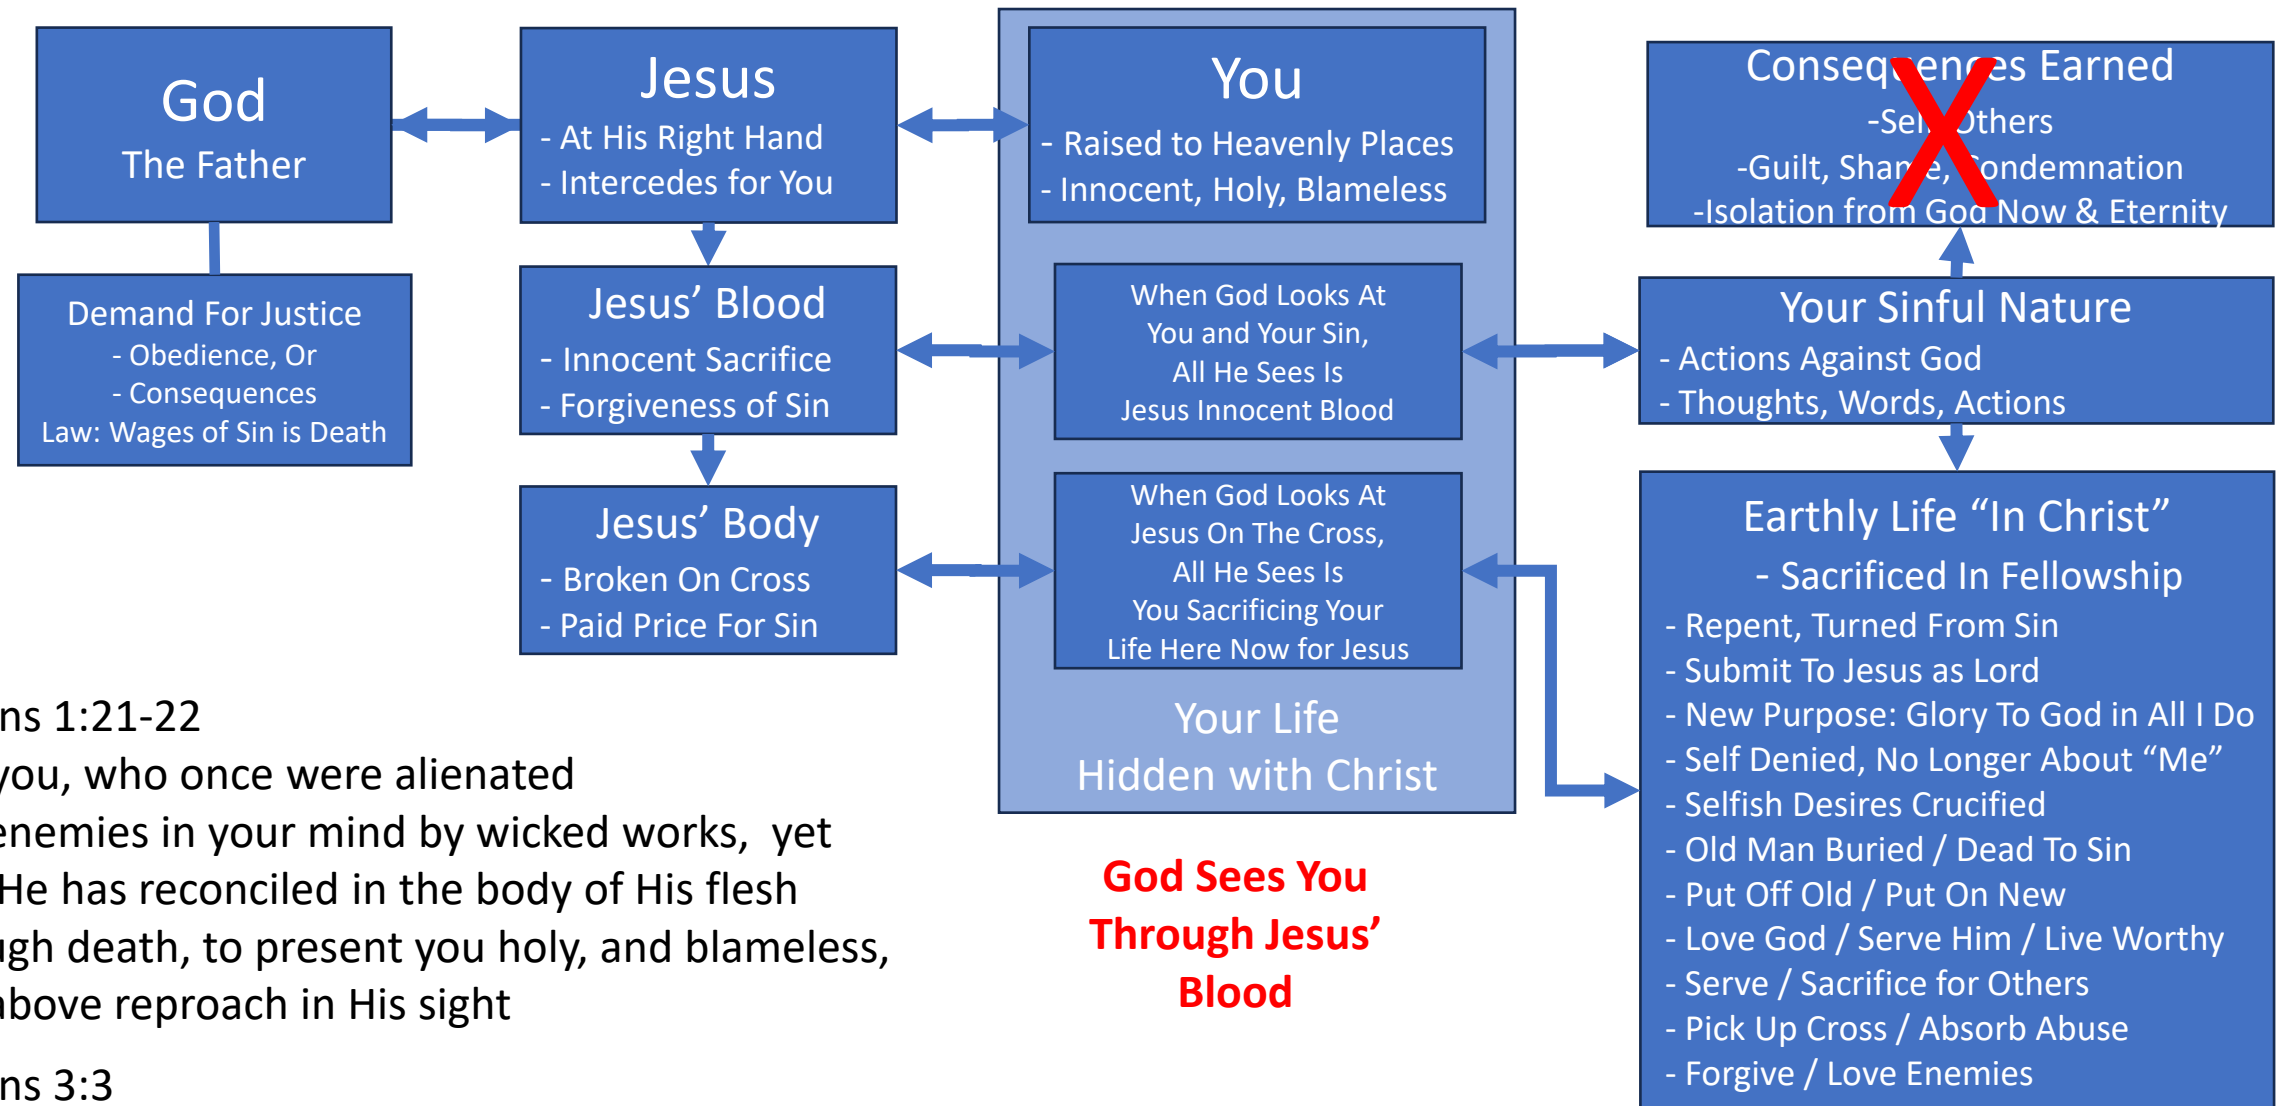 God
The Father
Demand For Justice
- Obedience, Or
- Consequences
Law: Wages of Sin is Death
Jesus
- At His Right Hand
- Intercedes for You
Jesus’ Blood
- Innocent Sacrifice
- Forgiveness of Sin
Jesus’ Body
- Broken On Cross
- Paid Price For Sin
You
- Raised to Heavenly Places
- Innocent, Holy, Blameless
When God Looks At
You and Your Sin,
All He Sees Is
Jesus Innocent Blood
When God Looks At
Jesus On The Cross,
All He Sees Is
You Sacrificing Your
Life Here Now for Jesus
Your Life
Hidden with Christ
God Sees You
Through Jesus’
Blood
Consequences Earned
X
- Others
-Guilt, Shame, Condemnation
-Isolation from God Now & Eternity
Your Sinful Nature
- Actions Against God
- Thoughts, Words, Actions
Earthly Life “In Christ”
- Sacrificed In Fellowship
- Repent, Turned From Sin
- Submit To Jesus as Lord
- New Purpose: Glory To God in All I Do
- Self Denied, No Longer About “Me”
- Selfish Desires Crucified
- Old Man Buried / Dead To Sin
- Put Off Old / Put On New
- Love God / Serve Him / Live Worthy
- Serve / Sacrifice for Others
- Pick Up Cross / Absorb Abuse
- Forgive / Love Enemies
ns 1:21-22
you, who once were alienated
enemies in your mind by wicked works, yet
He has reconciled in the body of His flesh
ugh death, to present you holy, and blameless,
above reproach in His sight
ns 3:3